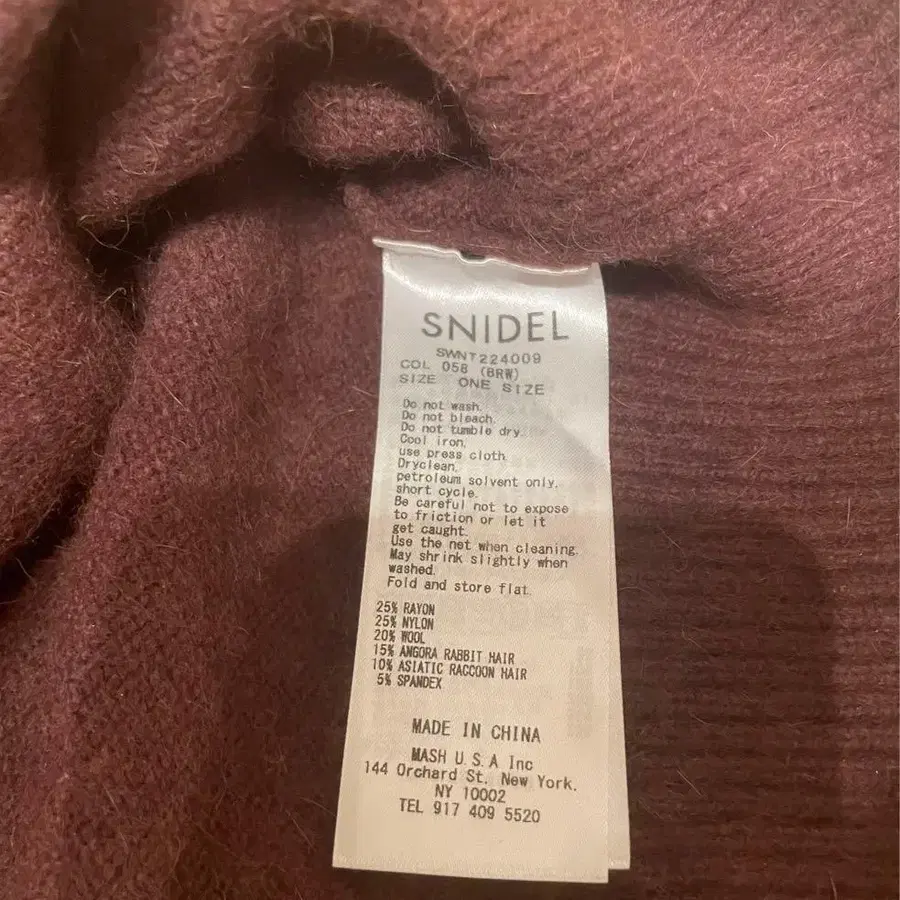 SNIDEL
SWNT224009
COL 058 (BRW)
SIZE ONE SIZE
Do not wash.
Do not bleach.
Do not tumble dry.
Cool iron.
use press cloth
Dryclean.
petroleum solvent only.
short cycle.
Be careful not to expose
to friction or let it
get caught.
Use the net when cleaning.
May shrink slightly when
washed.
Fold and store flat.
25% RAYON
25% NYLON
20% WOOL
15% ANGORA RABBIT HAIR
10% ASIATIC RACCOON HAIR
5% SPANDEX
MADE IN CHINA
MASH U.S.A Inc
144 Orchard St. New York.
NY 10002
TEL 917 409 5520